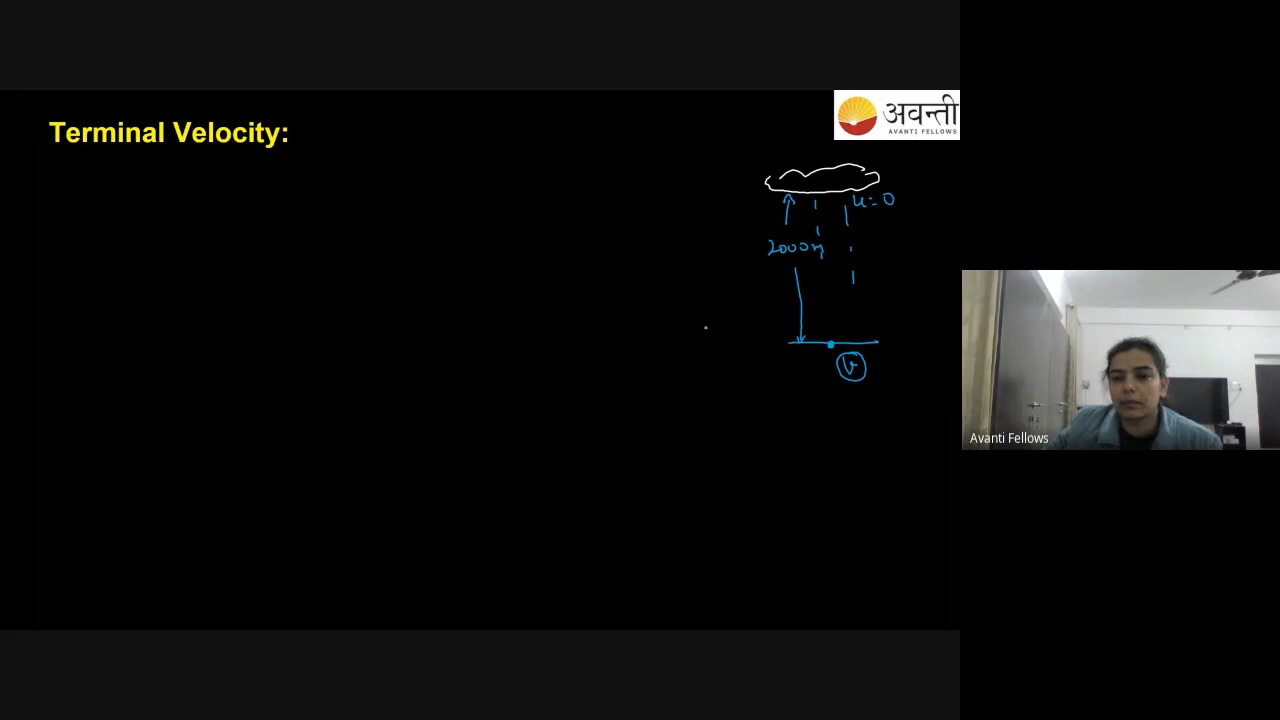 Terminal Velocity:
अवन्ती
AVANTI FELLOWS
u=0
2000m
v
Avanti Fellows